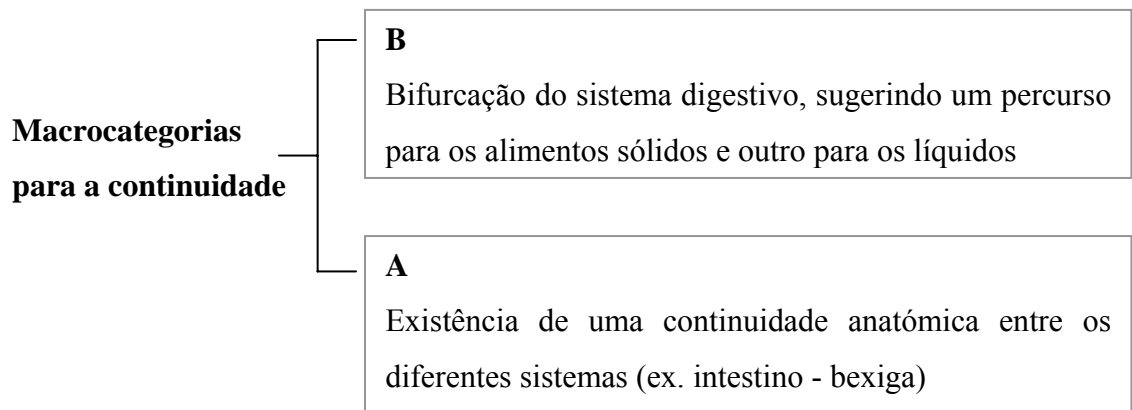 Macrocategorias
para a continuidade
B
Bifurcação do sistema digestivo, sugerindo um percurso
para os alimentos sólidos e outro para os líquidos
A
Existência de uma continuidade anatómica entre os
diferentes sistemas (ex. intestino - bexiga)